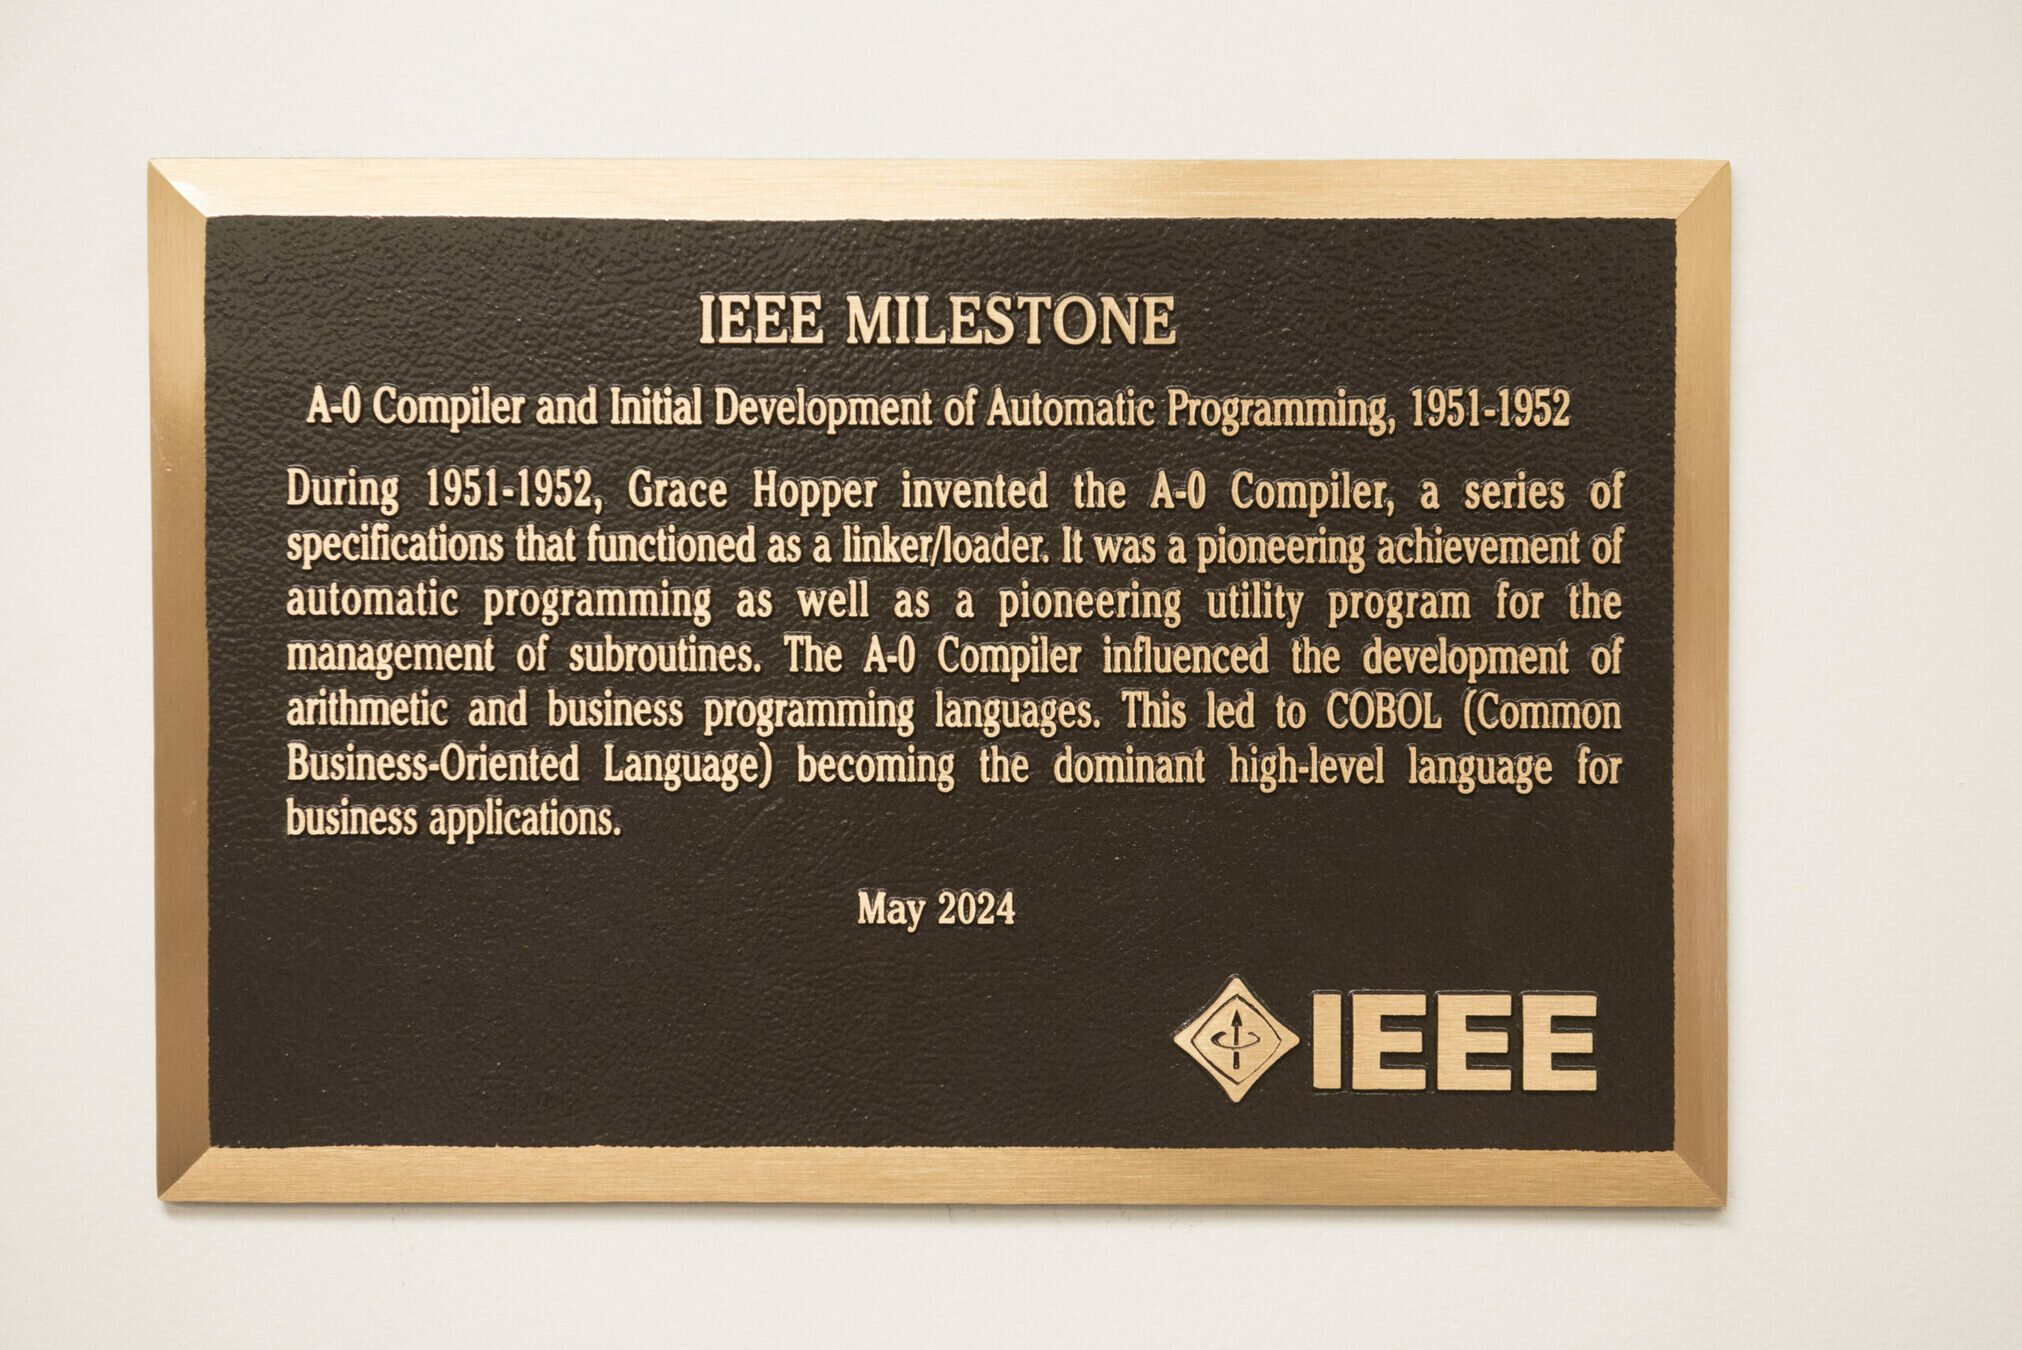 IEEE MILESTONE
A-0 Compiler and Initial Development of Automatic Programming, 1951-1952
During 1951-1952, Grace Hopper invented the A-0 Compiler, a series of
specifications that functioned as a linker/loader. It was a pioneering achievement of
automatic programming as well as a pioneering utility program for the
management of subroutines. The A-0 Compiler influenced the development of
arithmetic and business programming languages. This led to COBOL (Common
Business-Oriented Language) becoming the dominant high-level language for
business applications.
May 2024
IEEE